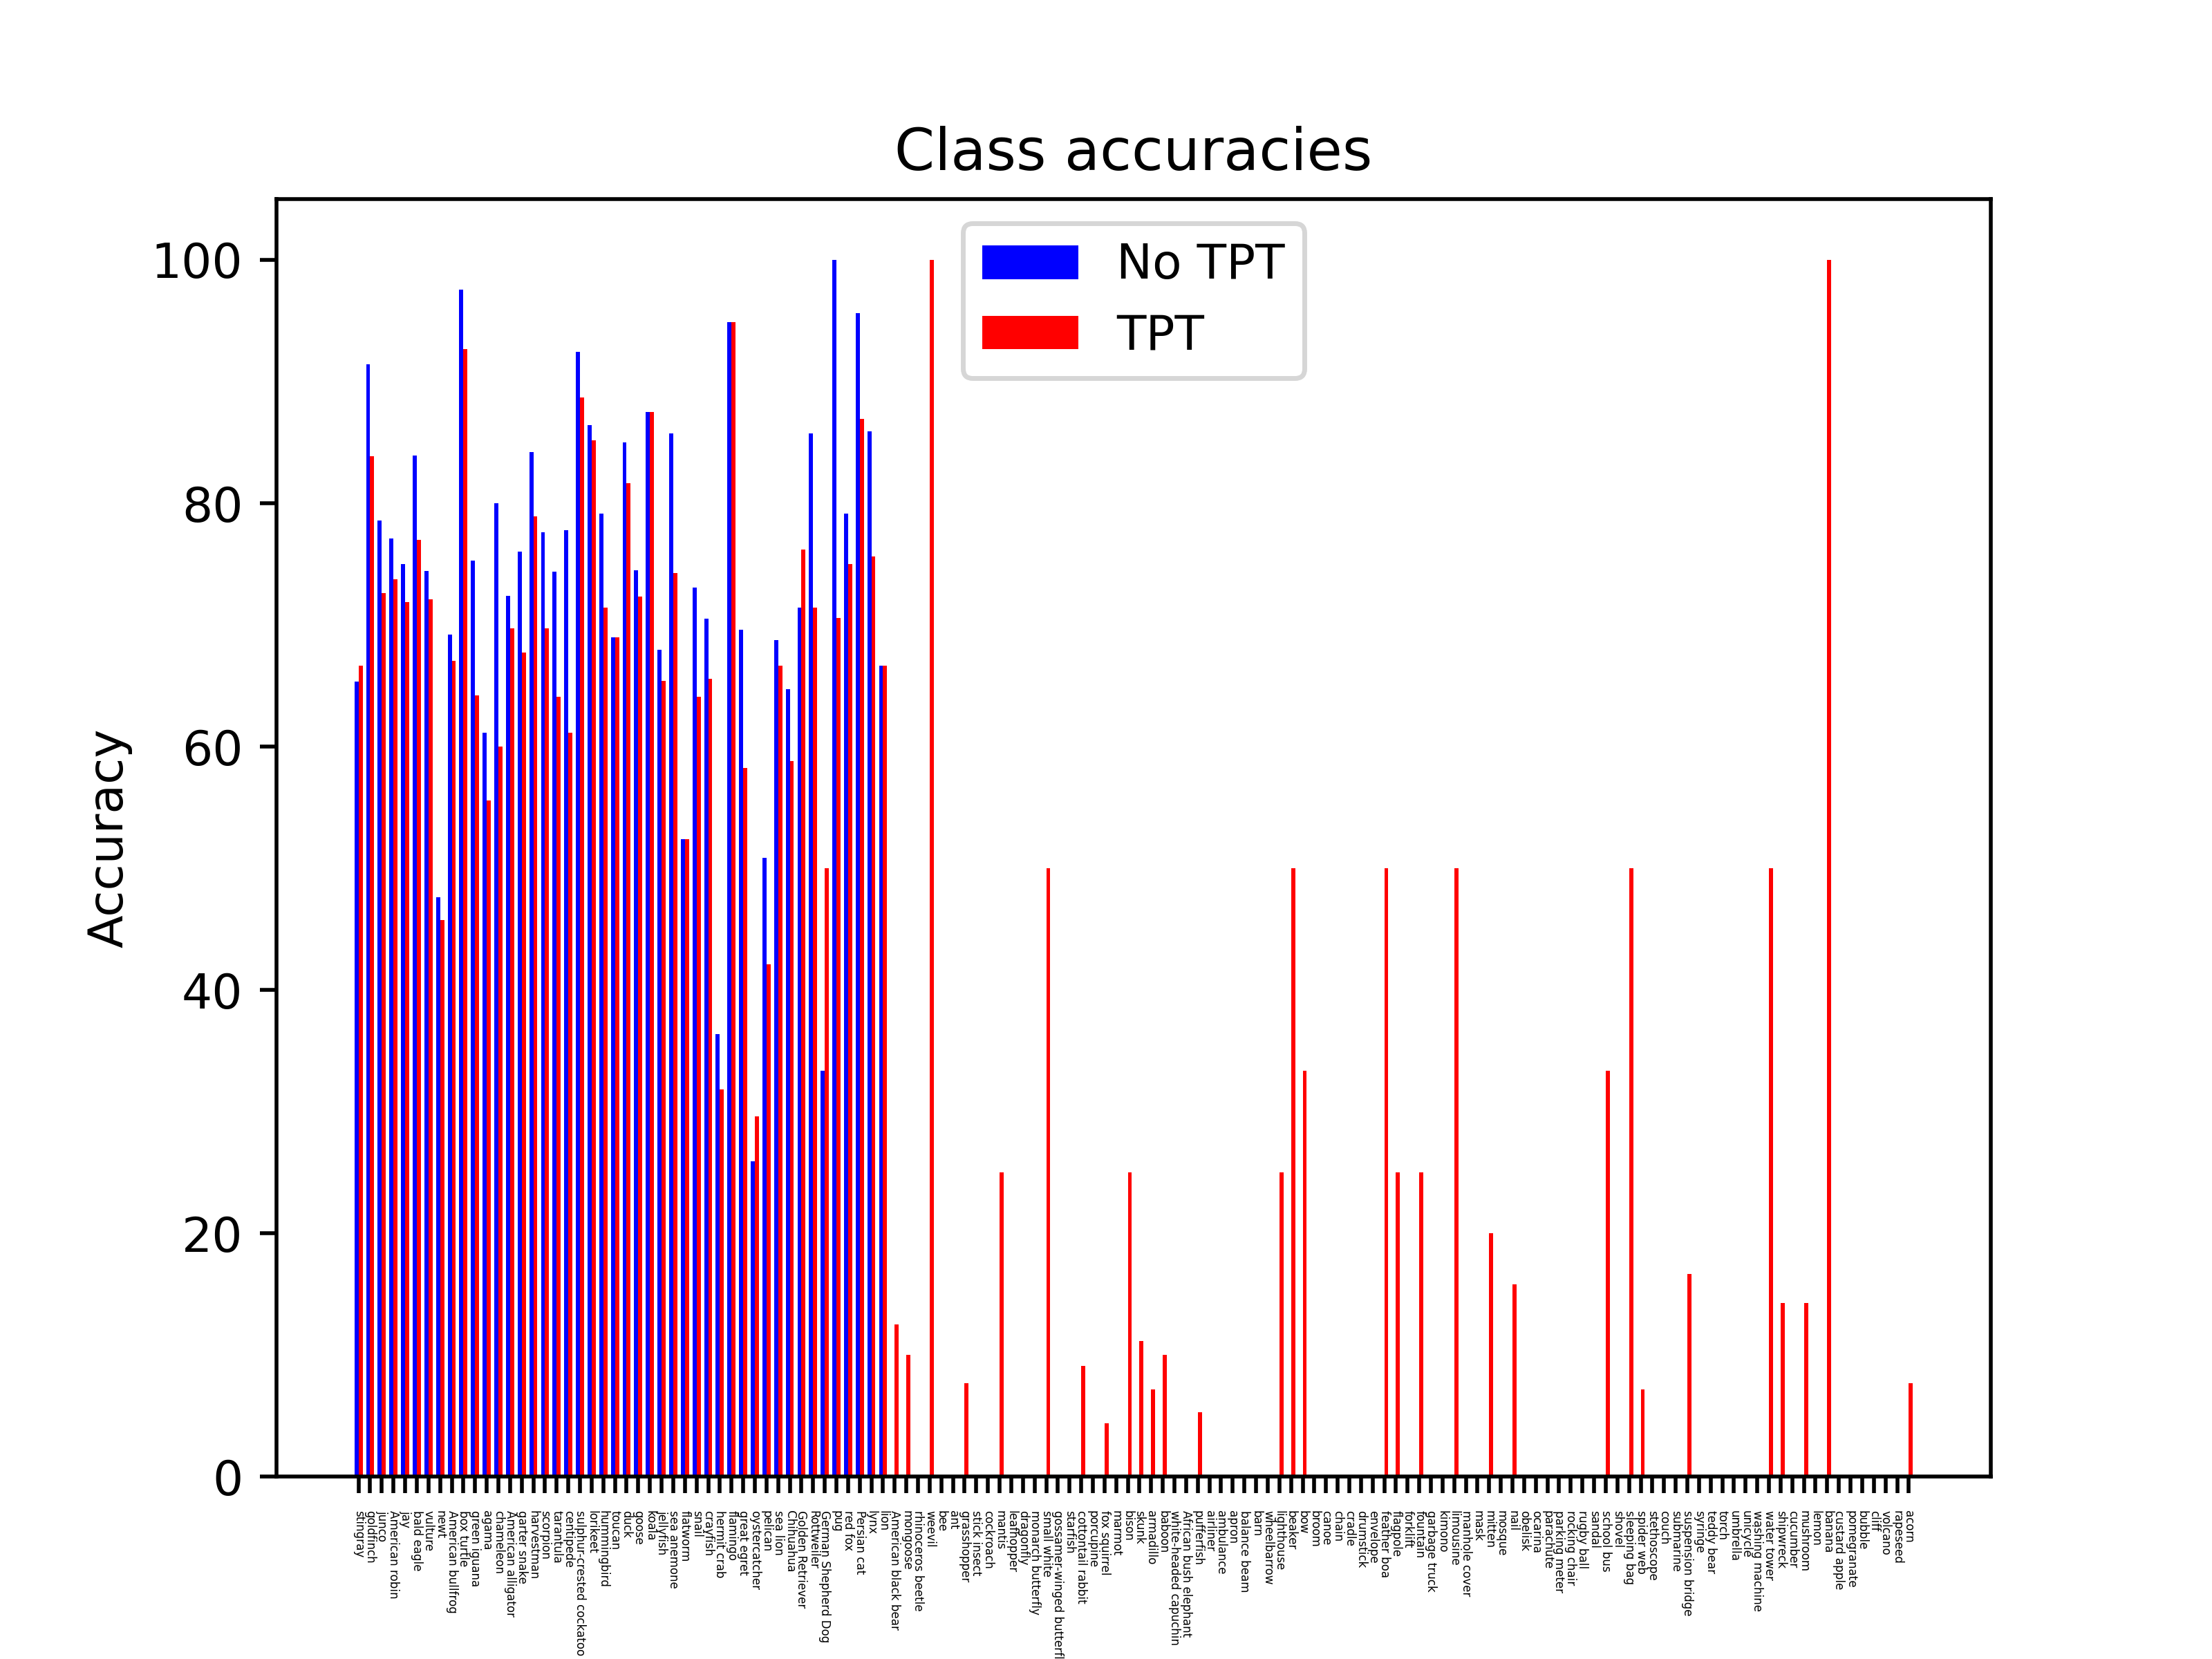 Class accuracies
No TPT
TPT
Accuracy
100
80
60
40
20
0
stingray
goldfinch
junco
American robin
jay
bald eagle
vulture
newt
American bullfrog
box turtle
green iguana
agama
chameleon
American alligator
garter snake
harvestman
scorpion
tarantula
centipede
sulphur-crested cockatoo
lorikeet
hummingbird
toucan
duck
goose
koala
jellyfish
sea anemone
flatworm
snail
crayfish
hermit crab
flamingo
great egret
oystercatcher
pelican
sea lion
Chihuahua
Golden Retriever
Rottweiler
German Shepherd Dog
pug
red fox
Persian cat
lynx
lion
American black bear
mongoose
rhinoceros beetle
weevil
bee
ant
grasshopper
stick insect
cockroach
mantis
leafhopper
dragonfly
monarch butterfly
small white
gossamer-winged butterfl
starfish
cottontail rabbit
porcupine
fox squirrel
marmot
bison
skunk
armadillo
baboon
white-headed capuchin
African bush elephant
pufferfish
airliner
ambulance
apron
balance beam
barn
wheelbarrow
lighthouse
beaker
bow
broom
canoe
chain
cradle
drumstick
envelope
feather boa
flagpole
forklift
fountain
garbage truck
kimono
limousine
manhole cover
mask
mitten
mosque
nail
obelisk
ocarina
parachute
parking meter
rocking chair
rugby ball
sandal
school bus
shovel
sleeping bag
spider web
stethoscope
couch
submarine
suspension bridge
syringe
teddy bear
torch
umbrella
unicycle
washing machine
water tower
shipwreck
cucumber
mushroom
lemon
banana
custard apple
pomegranate
bubble
cliff
volcano
rapeseed
acorn